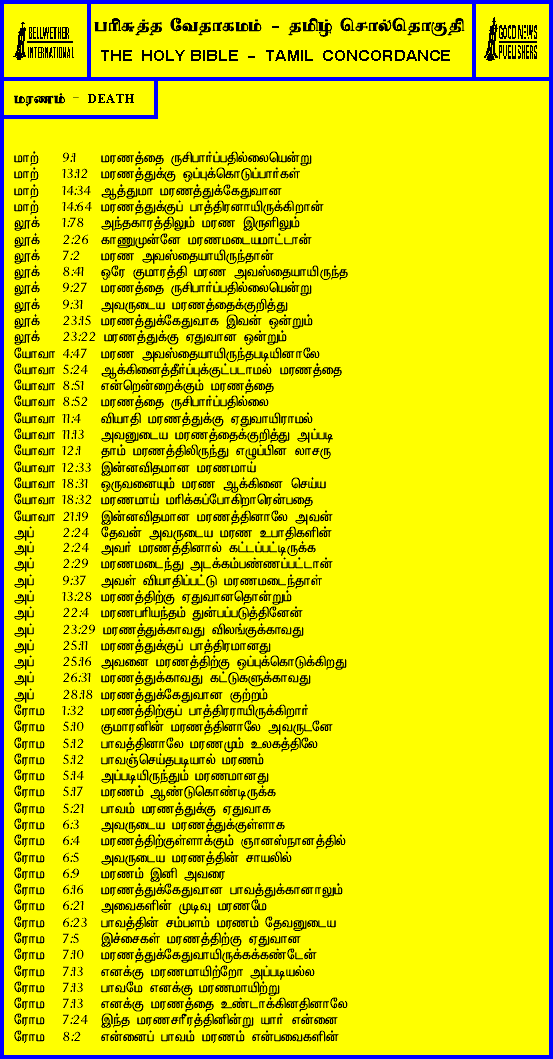 BELLWETHER
INTERNATIONAL
பரிசுத்த வேதாகமம் - தமிழ் சொல்தொகுதி
THE HOLY BIBLE - TAMIL CONCORDANCE
GOOD NEWS
PUBLISHERS
மரணம் - DEATH
மாற் 9:1 மரணத்தை ருசிபார்ப்பதில்லையென்று
மாற் 13:12 மரணத்துக்கு ஒப்புக்கொடுப்பார்கள்
மாற் 14:34 ஆத்துமா மரணத்துக்கேதுவான
மாற் 14:64 மரணத்துக்குப் பாத்திரனாயிருக்கிறான்
லூக் 1:78 அந்தகாரத்திலும் மரண இருளிலும்
லூக் 2:26 காணுமுன்னே மரணமடையமாட்டான்
லூக் 7:2 மரண அவஸ்தையாயிருந்தான்
லூக் 8:41 ஒரே குமாரத்தி மரண அவஸ்தையாயிருந்த
லூக் 9:27 மரணத்தை ருசிபார்ப்பதில்லையென்று
லூக் 9:31 அவருடைய மரணத்தைக்குறித்து
லூக் 23:15 மரணத்துக்கேதுவாக இவன் ஒன்றும்
லூக் 23:22 மரணத்துக்கு ஏதுவான ஒன்றும்
யோவா 4:47 மரண அவஸ்தையாயிருந்தபடியினாலே
யோவா 5:24 ஆக்கினைத்தீர்ப்புக்குட்படாமல் மரணத்தை
யோவா 8:51 என்றென்றைக்கும் மரணத்தை
யோவா 8:52 மரணத்தை ருசிபார்ப்பதில்லை
யோவா 11:4 வியாதி மரணத்துக்கு ஏதுவாயிராமல்
யோவா 11:13 அவனுடைய மரணத்தைக்குறித்து அப்படி
யோவா 12:1 தாம் மரணத்திலிருந்து எழுப்பின லாசரு
யோவா 12:33 இன்னவிதமான மரணமாய்
யோவா 18:31 ஒருவனையும் மரண ஆக்கினை செய்ய
யோவா 18:32 மரணமாய் மரிக்கப்போகிறாரென்பதை
யோவா 21:19 இன்னவிதமான மரணத்தினாலே அவன்
அப் 2:24 தேவன் அவருடைய மரண உபாதிகளின்
அப் 2:24 அவர் மரணத்தினால் கட்டப்பட்டிருக்க
அப் 2:29 மரணமடைந்து அடக்கம்பண்ணப்பட்டான்
அப் 9:37 அவள் வியாதிப்பட்டு மரணமடைந்தாள்
அப் 13:28 மரணத்திற்கு ஏதுவானதொன்றும்
அப் 22:4 மரணபரியந்தம் துன்பப்படுத்தினேன்
அப் 23:29 மரணத்துக்காவது விலங்குக்காவது
அப் 25:11 மரணத்துக்குப் பாத்திரமானது
அப் 25:16 அவனை மரணத்திற்கு ஒப்புக்கொடுக்கிறது
அப் 26:31 மரணத்துக்காவது கட்டுகளுக்காவது
அப் 28:18 மரணத்துக்கேதுவான குற்றம்
ரோம 1:32 மரணத்திற்குப் பாத்திரராயிருக்கிறார்
ரோம 5:10 குமாரனின் மரணத்தினாலே அவருடனே
ரோம 5:12 பாவத்தினாலே மரணமும் உலகத்திலே
ரோம 5:12 பாவஞ்செய்தபடியால் மரணம்
ரோம 5:14 அப்படியிருந்தும் மரணமானது
ரோம 5:17 மரணம் ஆண்டுகொண்டிருக்க
ரோம 5:21 பாவம் மரணத்துக்கு ஏதுவாக
ரோம 6:3 அவருடைய மரணத்துக்குள்ளாக
ரோம 6:4 மரணத்திற்குள்ளாக்கும் ஞானஸ்நானத்தில்
ரோம 6:5 அவருடைய மரணத்தின் சாயலில்
ரோம 6:9 மரணம் இனி அவரை
ரோம 6:16 மரணத்துக்கேதுவான பாவத்துக்கானாலும்
ரோம 6:21 அவைகளின் முடிவு மரணமே
ரோம 6:23 பாவத்தின் சம்பளம் மரணம் தேவனுடைய
ரோம 7:5 இச்சைகள் மரணத்திற்கு ஏதுவான
ரோம 7:10 மரணத்துக்கேதுவாயிருக்கக்கண்டேன்
ரோம 7:13 எனக்கு மரணமாயிற்றோ அப்படியல்ல
ரோம 7:13 பாவமே எனக்கு மரணமாயிற்று
ரோம 7:13 எனக்கு மரணத்தை உண்டாக்கினதினாலே
ரோம 7:24 இந்த மரணசரீரத்தினின்று யார் என்னை
ரோம 8:2 என்னைப் பாவம் மரணம் என்பவைகளின்